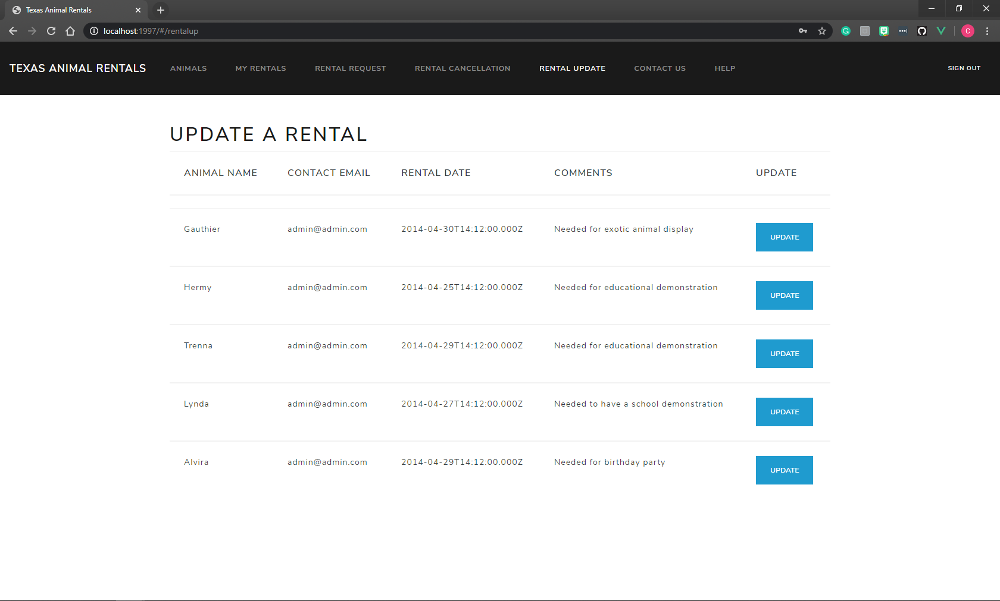 Texas Animal Rentals
localhost:1997/#/rentalup
C
TEXAS ANIMAL RENTALS ANIMALS MY RENTALS RENTAL REQUEST RENTAL CANCELLATION RENTAL UPDATE CONTACT US HELP SIGN OUT
UPDATE A RENTAL
ANIMAL NAME CONTACT EMAIL RENTAL DATE COMMENTS UPDATE
Gauthier admin@admin.com 2014-04-30T14:12:00.000Z Needed for exotic animal display UPDATE
Hermy admin@admin.com 2014-04-25T14:12:00.000Z Needed for educational demonstration UPDATE
Trenna admin@admin.com 2014-04-29T14:12:00.000Z Needed for educational demonstration UPDATE
Lynda admin@admin.com 2014-04-27T14:12:00.000Z Needed to have a school demonstration UPDATE
Alvira admin@admin.com 2014-04-29T14:12:00.000Z Needed for birthday party UPDATE